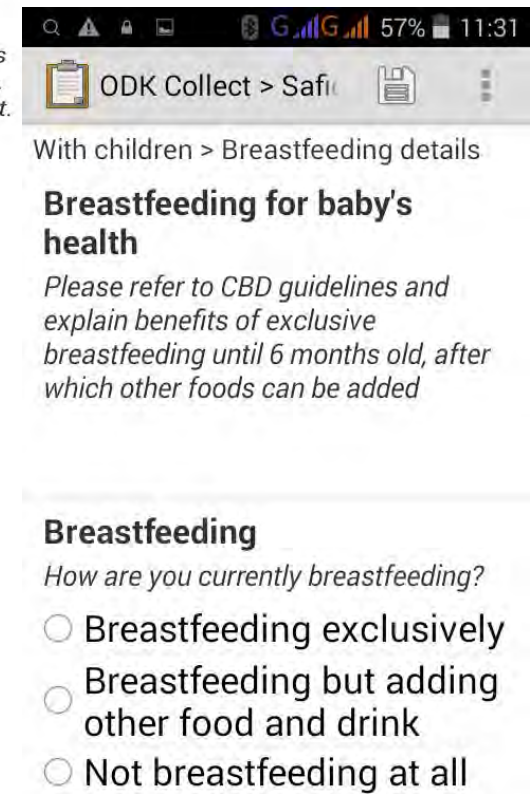 G G 57% 11:31
s
t.
ODK Collect > Safi
With children > Breastfeeding details
Breastfeeding for baby's
health
Please refer to CBD guidelines and
explain benefits of exclusive
breastfeeding until 6 months old, after
which other foods can be added
Breastfeeding
How are you currently breastfeeding?
Breastfeeding exclusively
Breastfeeding but adding
other food and drink
Not breastfeeding at all